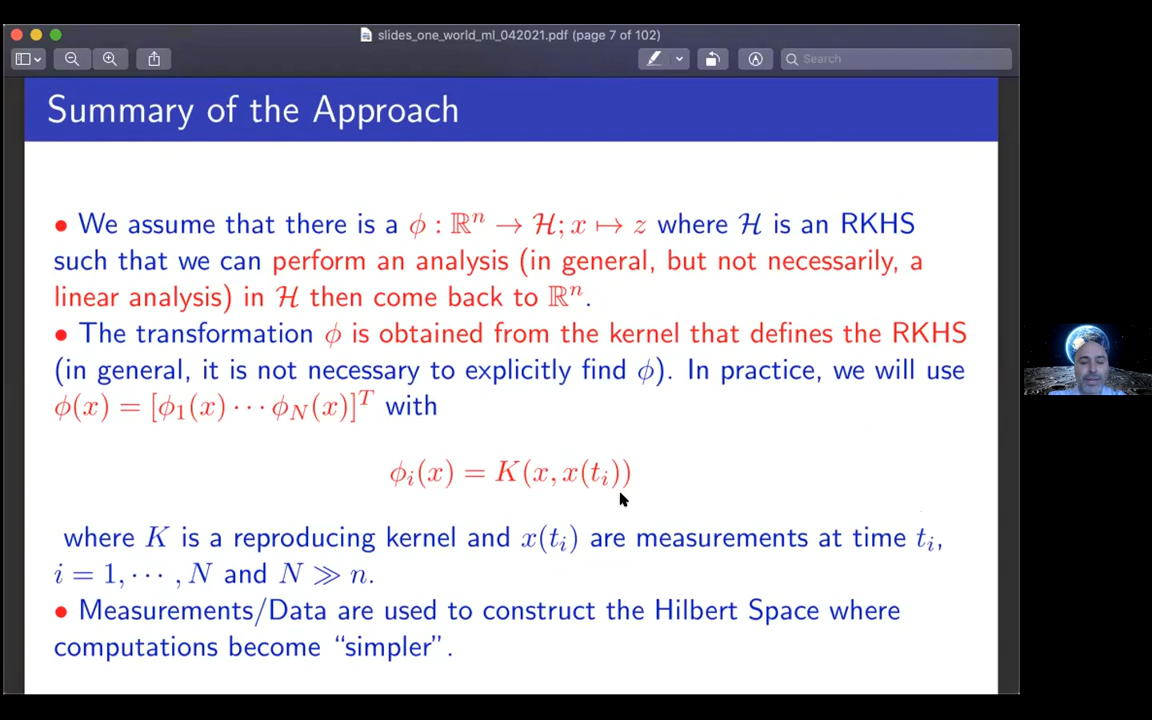 slides_one_world_ml_042021.pdf (page 7 of 102)
Search
Summary of the Approach
• We assume that there is a ϕ : ℝⁿ → ℋ; x ↦ z where ℋ is an RKHS
such that we can perform an analysis (in general, but not necessarily, a
linear analysis) in ℋ then come back to ℝⁿ.
• The transformation ϕ is obtained from the kernel that defines the RKHS
(in general, it is not necessary to explicitly find ϕ). In practice, we will use
ϕ(x) = [ϕ₁(x) ⋯ ϕ_N(x)]ᵀ with
ϕᵢ(x) = K(x, x(tᵢ))
where K is a reproducing kernel and x(tᵢ) are measurements at time tᵢ,
i = 1, ⋯ , N and N ≫ n.
• Measurements/Data are used to construct the Hilbert Space where
computations become “simpler”.